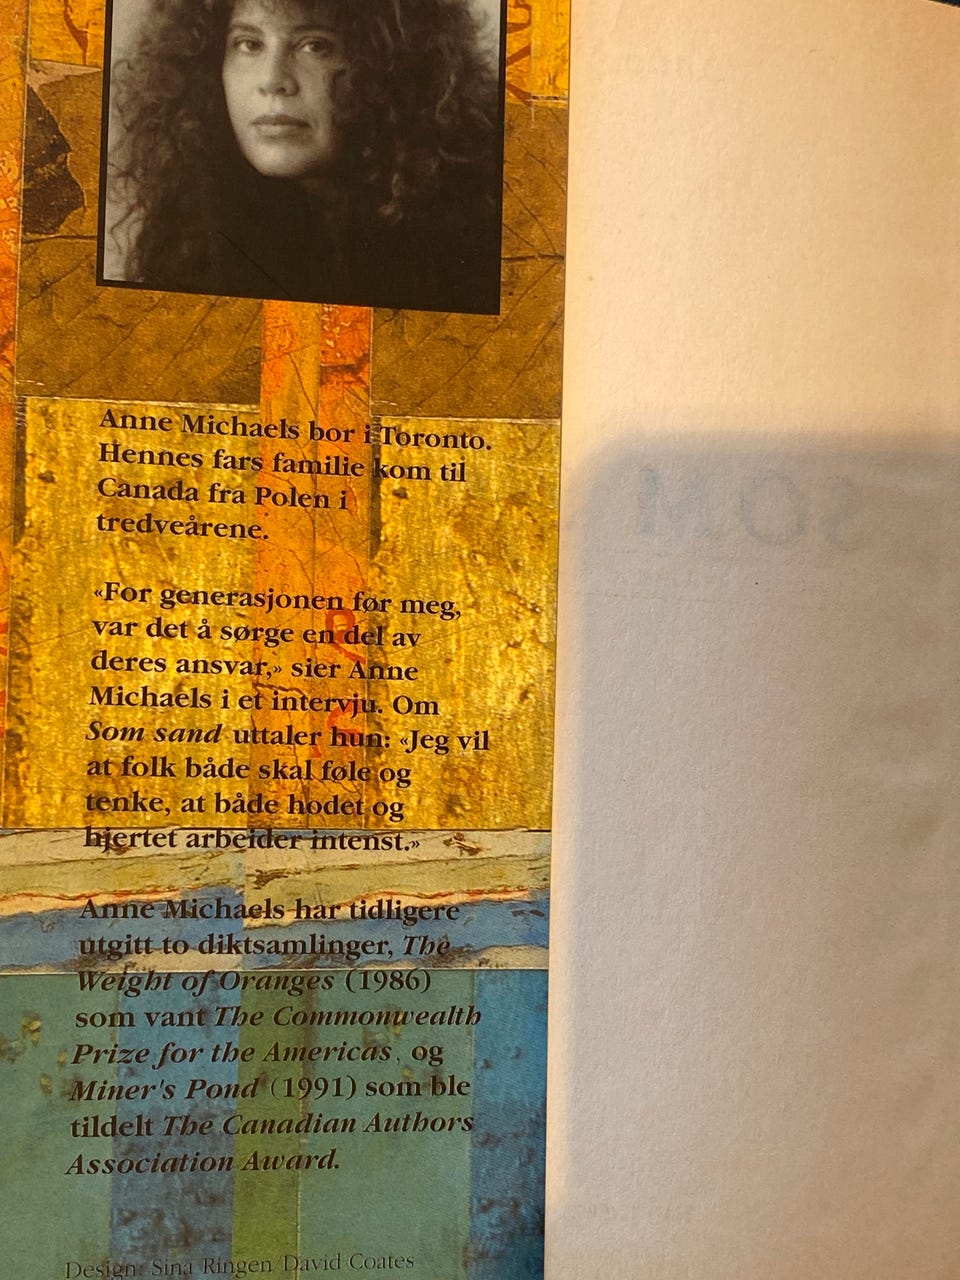 Anne Michaels bor i Toronto.
Hennes fars familie kom til
Canada fra Polen i
tredveårene.
«For generasjonen før meg,
var det å sørge en del av
deres ansvar,» sier Anne
Michaels i et intervju. Om
Som sand uttaler hun: «Jeg vil
at folk både skal føle og
tenke, at både hodet og
hjertet arbeider intenst.»
Anne Michaels har tidligere
utgitt to diktsamlinger, The
Weight of Oranges (1986)
som vant The Commonwealth
Prize for the Americas, og
Miner's Pond (1991) som ble
tildelt The Canadian Authors
Association Award.
Design: Sina Ringen/David Coates
SOM